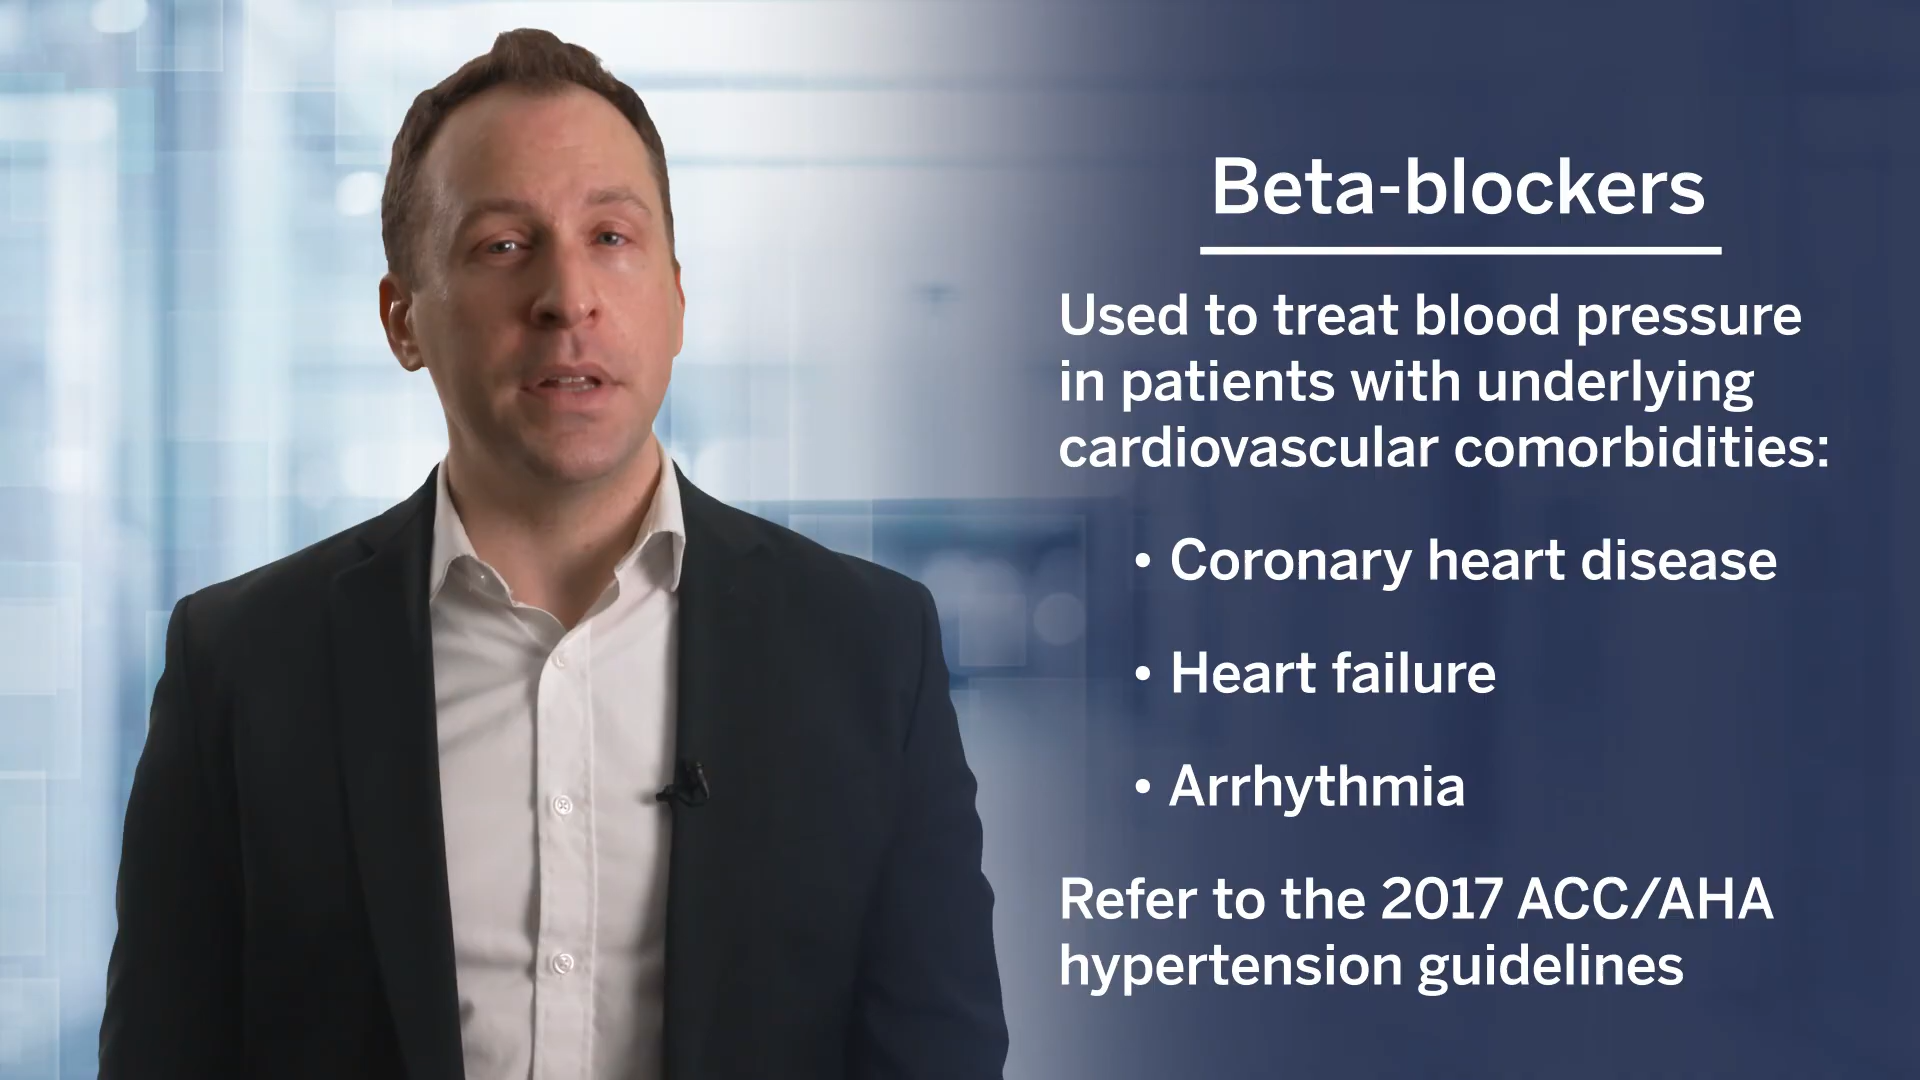 Beta-blockers
Used to treat blood pressure
in patients with underlying
cardiovascular comorbidities:
• Coronary heart disease
• Heart failure
• Arrhythmia
Refer to the 2017 ACC/AHA
hypertension guidelines